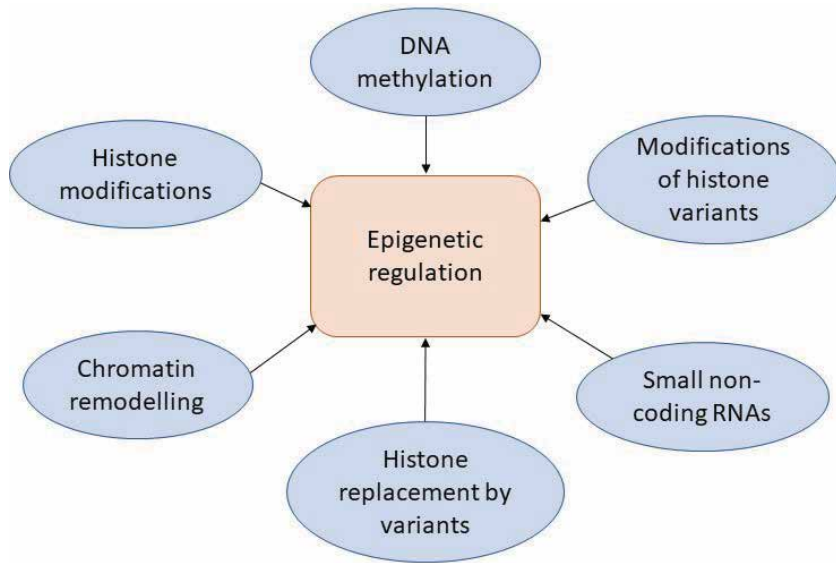 DNA
methylation
Histone
modifications
Modifications
of histone
variants
Epigenetic
regulation
Chromatin
remodelling
Small non-
coding RNAs
Histone
replacement by
variants